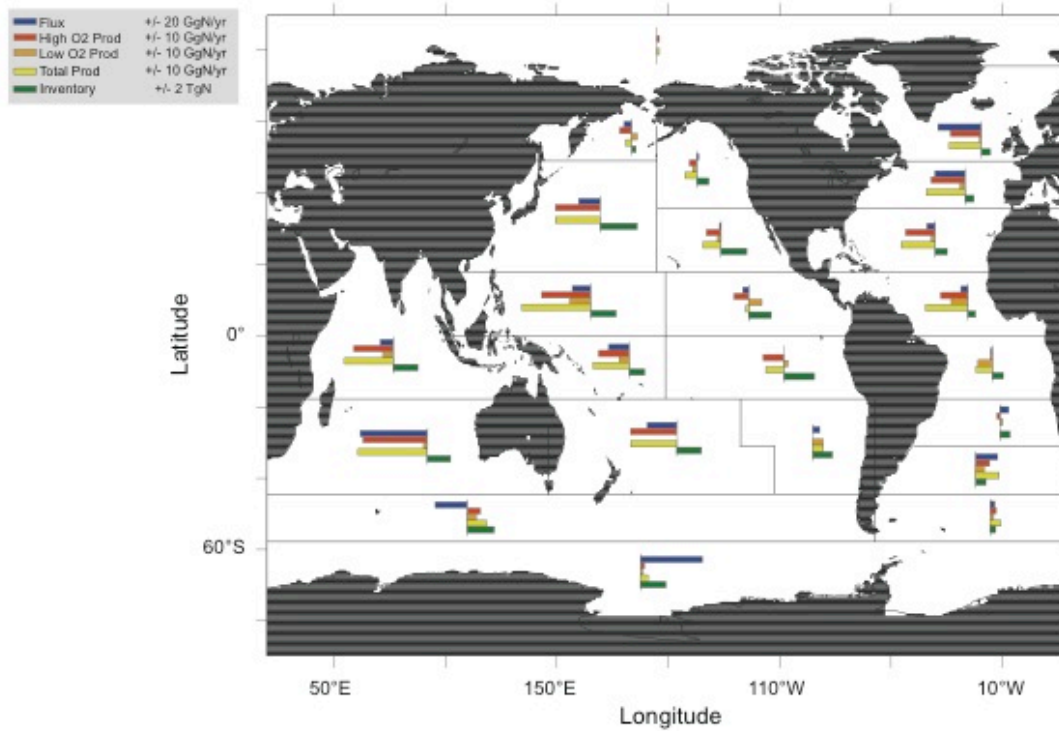 Flux +/- 20 GgN/yr
High O2 Prod +/- 10 GgN/yr
Low O2 Prod +/- 10 GgN/yr
Total Prod +/- 10 GgN/yr
Inventory +/- 2 TgN
Latitude
0°
60°S
50°E 150°E 110°W 10°W
Longitude